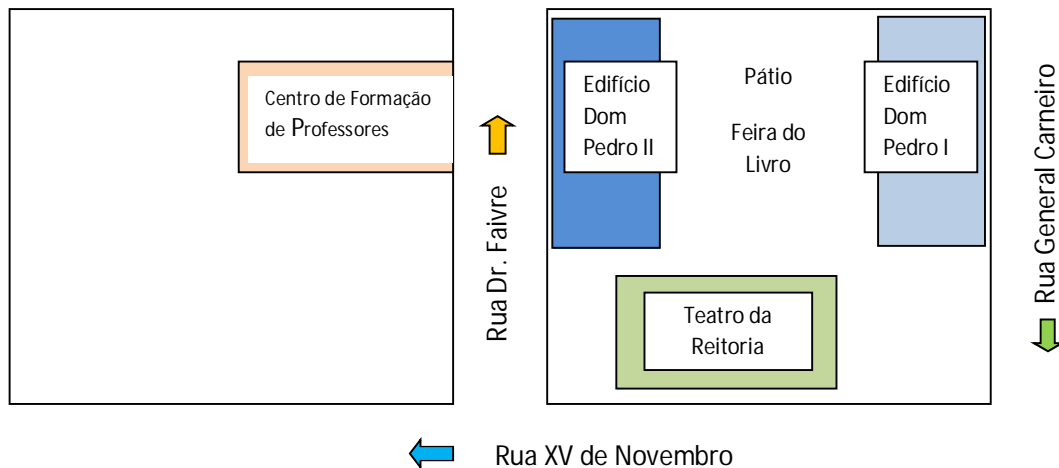 Centro de Formação
de Professores
Rua Dr. Faivre
Edifício
Dom
Pedro II
Pátio
Feira do
Livro
Edifício
Dom
Pedro I
Rua General Carneiro
Teatro da
Reitoria
Rua XV de Novembro